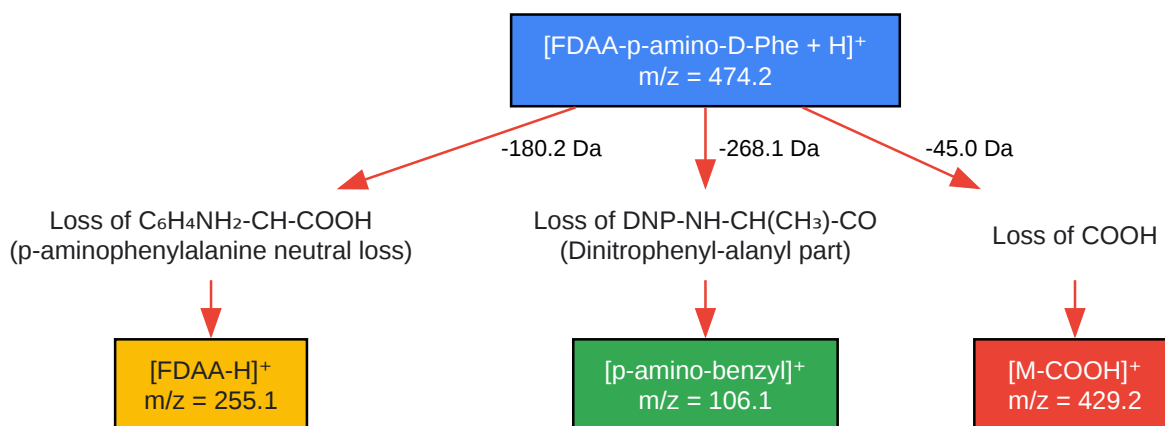 [FDAA-p-amino-D-Phe + H]⁺
m/z = 474.2
-180.2 Da
-268.1 Da
-45.0 Da
Loss of C₆H₄NH₂-CH-COOH
(p-aminophenylalanine neutral loss)
Loss of DNP-NH-CH(CH₃)-CO
(Dinitrophenyl-alanyl part)
Loss of COOH
[FDAA-H]⁺
m/z = 255.1
[p-amino-benzyl]⁺
m/z = 106.1
[M-COOH]⁺
m/z = 429.2